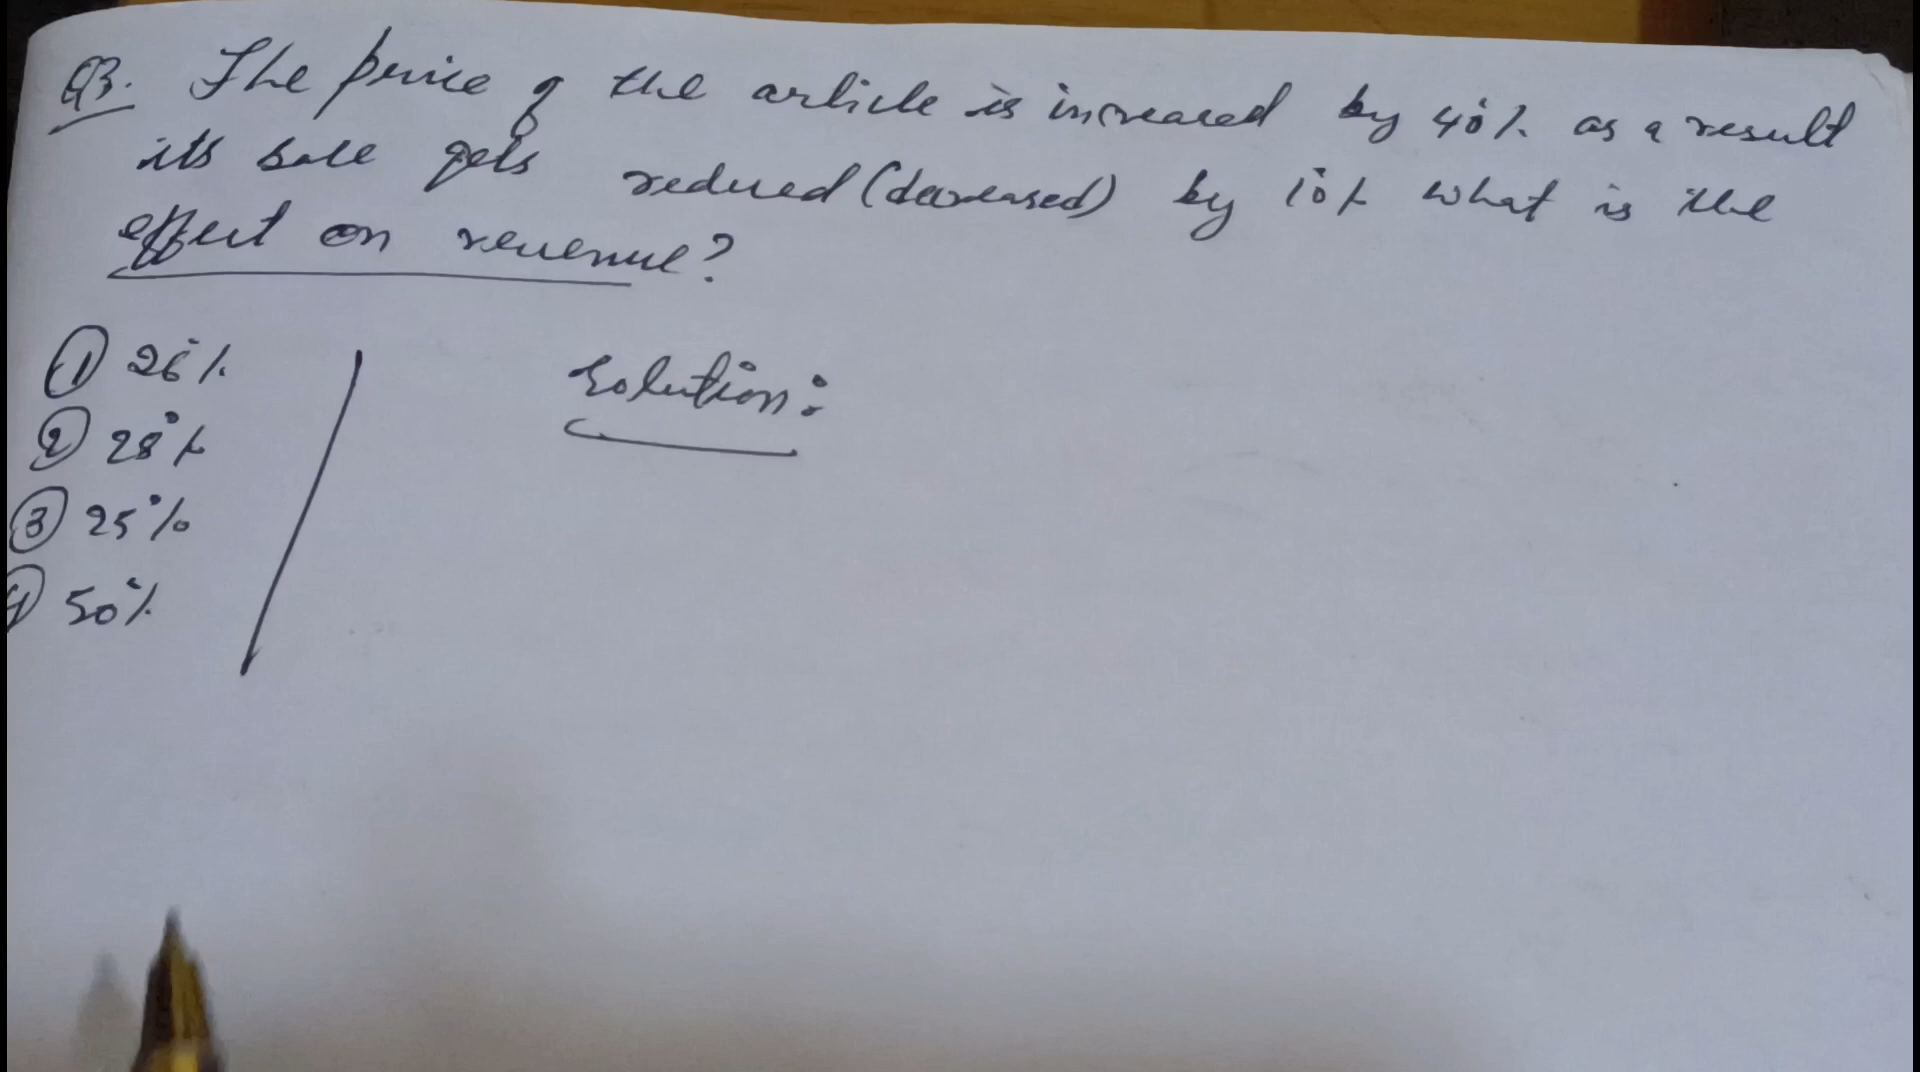 Q3. The price of the article is increased by 40% as a result
its sale gets reduced (decreased) by 10% what is the
effect on revenue?
① 26%
② 28%
③ 25%
④ 50%
Solution: